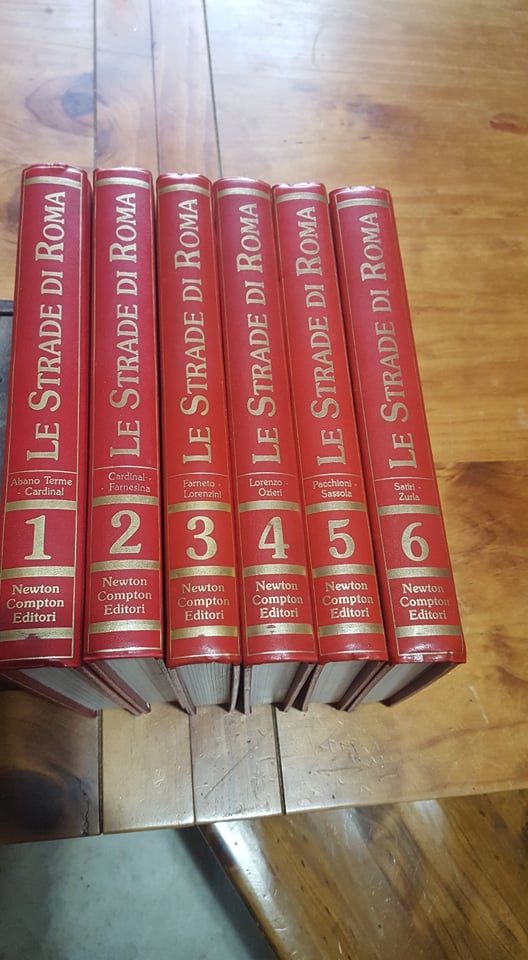 LE STRADE DI ROMA
Abano Terme
- Cardinal
1
Newton
Compton
Editori
LE STRADE DI ROMA
Cardinal-
- Farnesina
2
Newton
Compton
Editori
LE STRADE DI ROMA
Farneto -
Lorenzini
3
Newton
Compton
Editori
LE STRADE DI ROMA
Lorenzo -
Ozieri
4
Newton
Compton
Editori
LE STRADE DI ROMA
Pacchioni -
Sassola
5
Newton
Compton
Editori
LE STRADE DI ROMA
Satiri -
Zurla
6
Newton
Compton
Editori